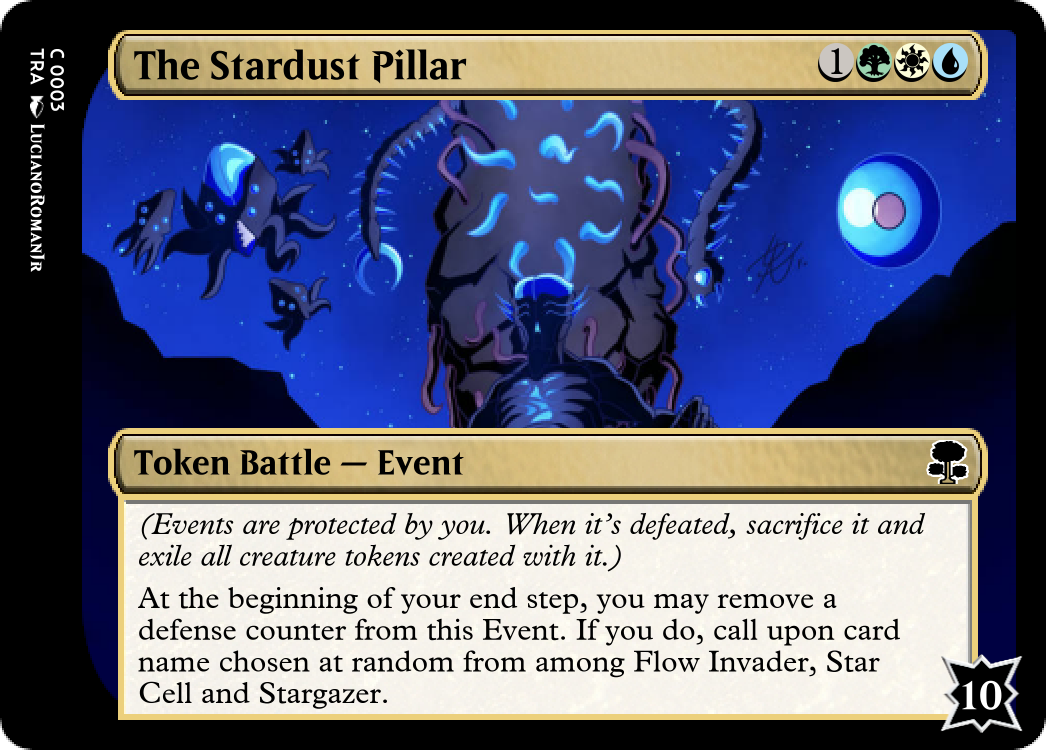 The Stardust Pillar
1
Token Battle — Event
(Events are protected by you. When it's defeated, sacrifice it and
exile all creature tokens created with it.)
At the beginning of your end step, you may remove a
defense counter from this Event. If you do, call upon card
name chosen at random from among Flow Invader, Star
Cell and Stargazer.
10
C 0003
TRA LucianoRomanJr